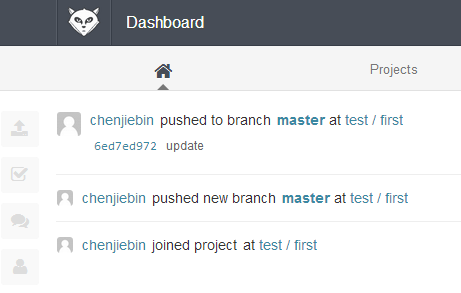 Dashboard
Projects
chenjiebin pushed to branch master at test / first
6ed7ed972 update
chenjiebin pushed new branch master at test / first
chenjiebin joined project at test / first